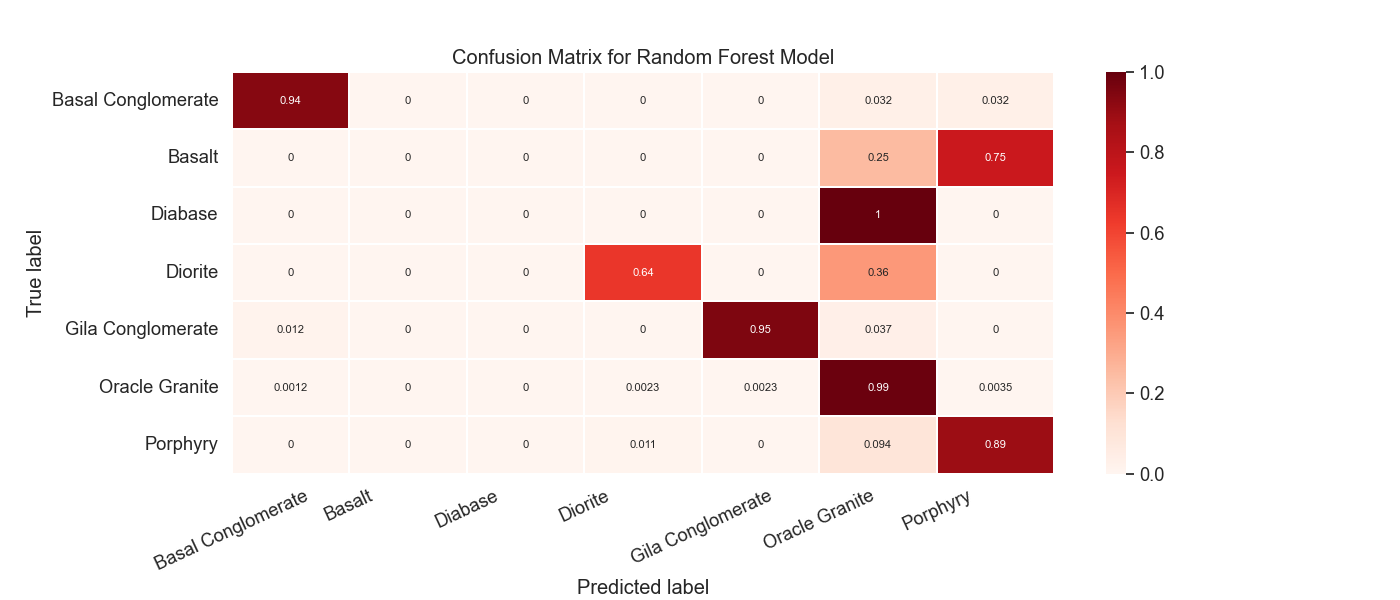 Confusion Matrix for Random Forest Model
True label
Basal Conglomerate 0.94 0 0 0 0 0.032 0.032
Basalt 0 0 0 0 0 0.25 0.75
Diabase 0 0 0 0 0 1 0
Diorite 0 0 0 0.64 0 0.36 0
Gila Conglomerate 0.012 0 0 0 0.95 0.037 0
Oracle Granite 0.0012 0 0 0.0023 0.0023 0.99 0.0035
Porphyry 0 0 0 0.011 0 0.094 0.89
Basal Conglomerate Basalt Diabase Diorite Gila Conglomerate Oracle Granite Porphyry
Predicted label
1.0
0.8
0.6
0.4
0.2
0.0